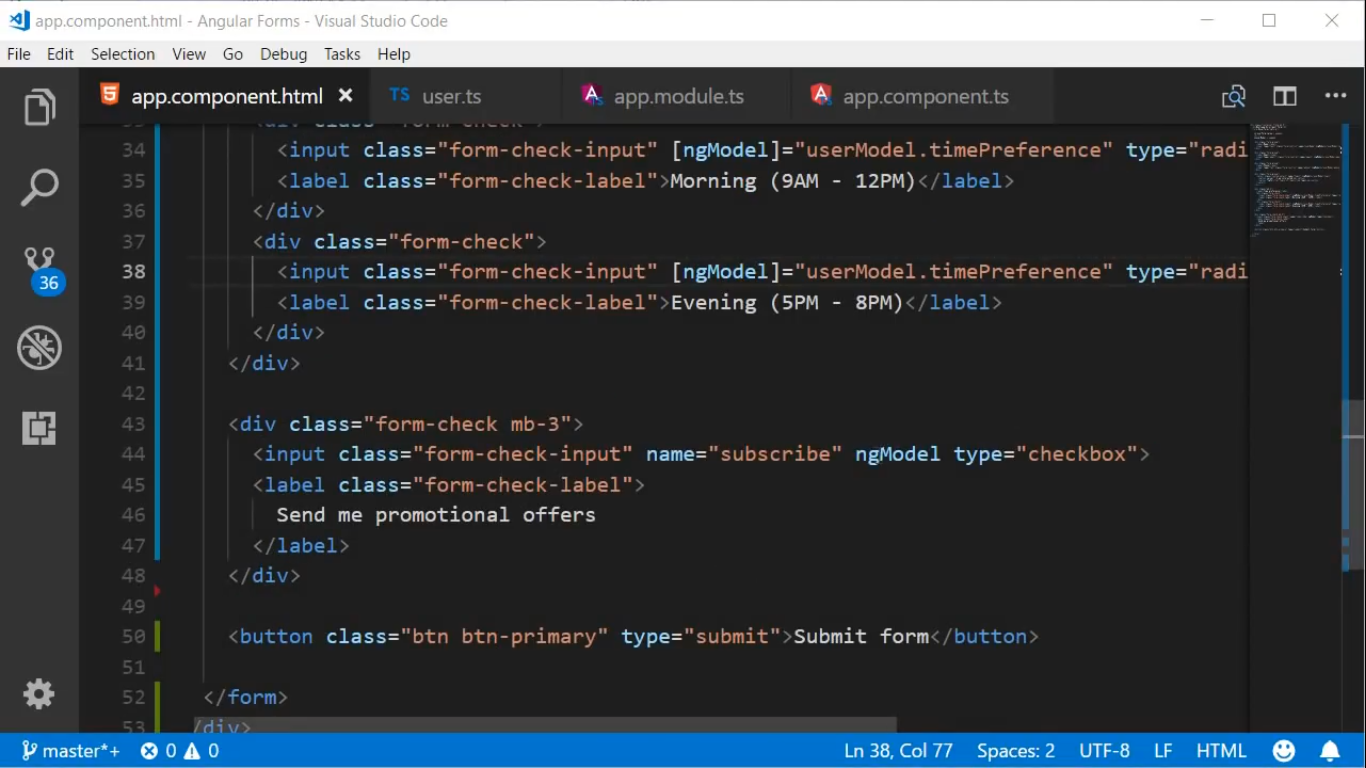 app.component.html - Angular Forms - Visual Studio Code
File Edit Selection View Go Debug Tasks Help
app.component.html TS user.ts app.module.ts app.component.ts
34 <input class="form-check-input" [ngModel]="userModel.timePreference" type="radi
35 <label class="form-check-label">Morning (9AM - 12PM)</label>
36 </div>
37 <div class="form-check">
38 <input class="form-check-input" [ngModel]="userModel.timePreference" type="radi
39 <label class="form-check-label">Evening (5PM - 8PM)</label>
40 </div>
41 </div>
42
43 <div class="form-check mb-3">
44 <input class="form-check-input" name="subscribe" ngModel type="checkbox">
45 <label class="form-check-label">
46 Send me promotional offers
47 </label>
48 </div>
49
50 <button class="btn btn-primary" type="submit">Submit form</button>
51
52 </form>
53 /div>
36
master*+ 0 0 Ln 38, Col 77 Spaces: 2 UTF-8 LF HTML